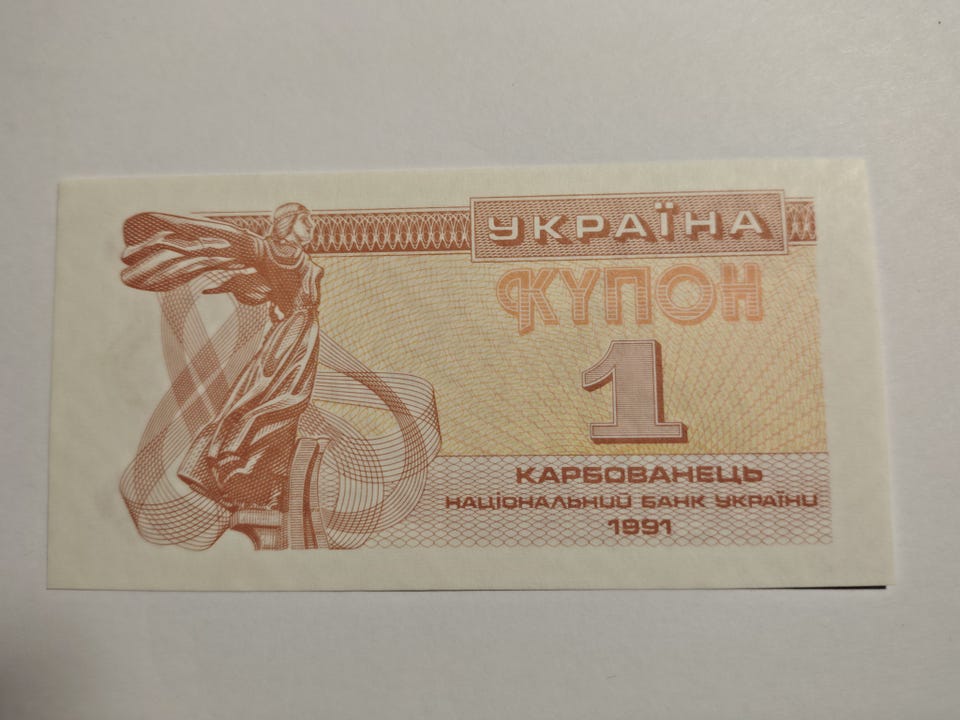 УКРАЇНА
КУПОН
1
КАРБОВАНЕЦЬ
НАЦІОНАЛЬНИЙ БАНК УКРАЇНИ
1991